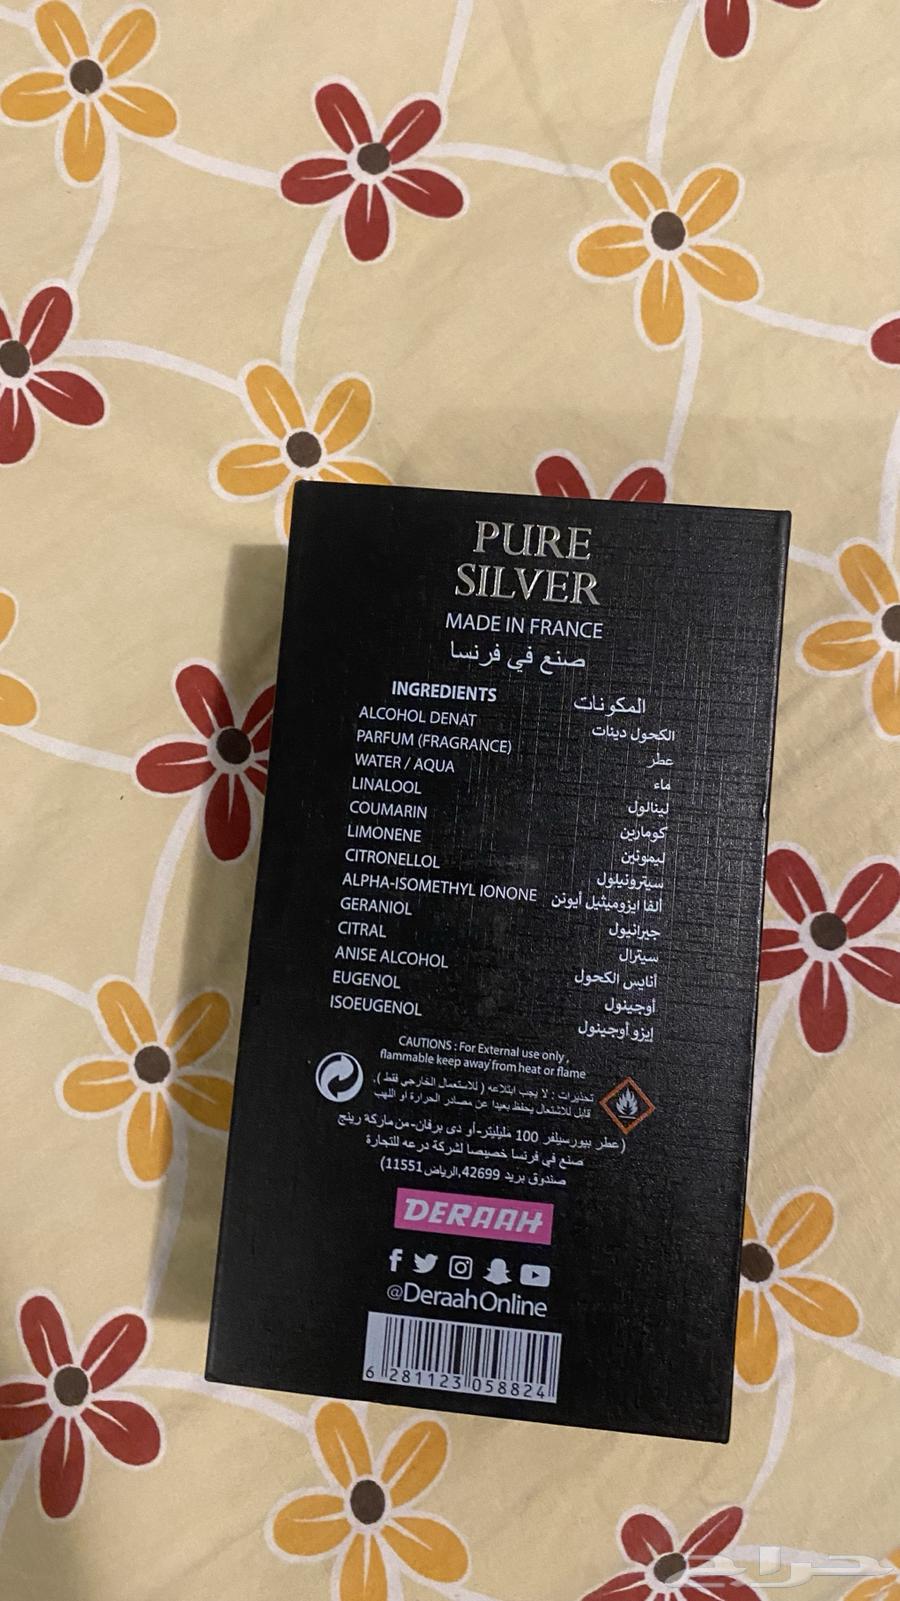 PURE
SILVER
MADE IN FRANCE
صنع في فرنسا
INGREDIENTS
ALCOHOL DENAT
PARFUM (FRAGRANCE)
WATER / AQUA
LINALOOL
COUMARIN
LIMONENE
CITRONELLOL
ALPHA-ISOMETHYL IONONE
GERANIOL
CITRAL
ANISE ALCOHOL
EUGENOL
ISOEUGENOL
المكونات
الكحول دينات
عطر
ماء
لينالول
كومارين
ليمونين
سيترونيلول
ألفا ايزوميثيل أيونن
جيرانيول
سيترال
أنايس الكحول
أوجينول
إيزو أوجينول
CAUTIONS : For External use only ,
flammable keep away from heat or flame
تحذيرات : لا يجب ابتلاعه ( للاستعمال الخارجي فقط ),
قابل للاشتعال يحفظ بعيدا عن مصادر الحرارة او اللهب
(عطر بيورسيلفر 100 مليليتر-أو دى برفان-من ماركة رينج
صنع في فرنسا خصيصا لشركة درعه للتجارة
صندوق بريد 42699,الرياض 11551)
DERAAH
@DeraahOnline
6 281123 058824
حراج